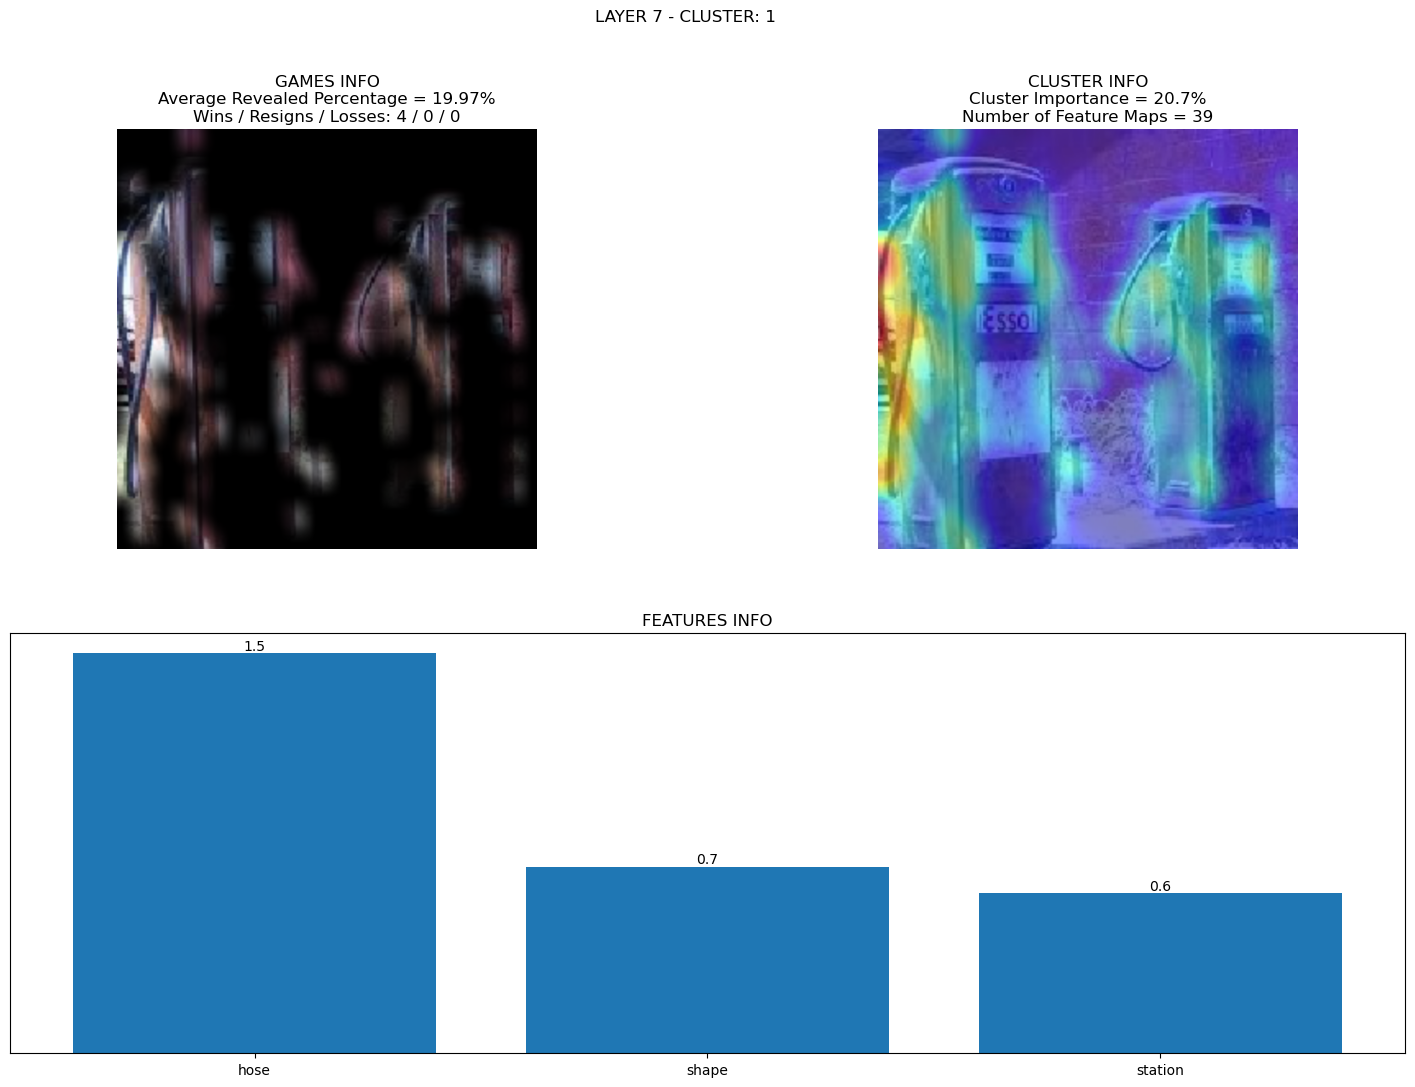 LAYER 7 - CLUSTER: 1
GAMES INFO
Average Revealed Percentage = 19.97%
Wins / Resigns / Losses: 4 / 0 / 0
CLUSTER INFO
Cluster Importance = 20.7%
Number of Feature Maps = 39
ESSO
FEATURES INFO
1.5
0.7
0.6
hose
shape
station